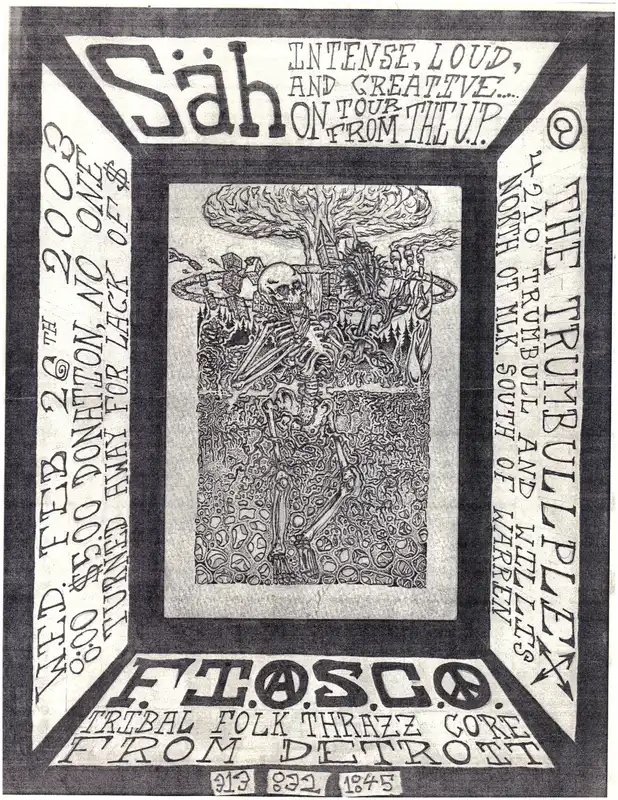 Säh
INTENSE, LOUD,
AND CREATIVE....
ON TOUR FROM THE U.P.
WED. FEB 26TH 2003
8:00 $5.00 DONATION, NO ONE
TURNED AWAY FOR LACK OF $
THE TRUMBULLPLEX
4210 TRUMBULL AND WILLIS
NORTH OF MLK. SOUTH OF WARREN
F.I.A.S.C.O.
TRIBAL FOLK THRAZZ CORE
FROM DETROIT
313 832 1845